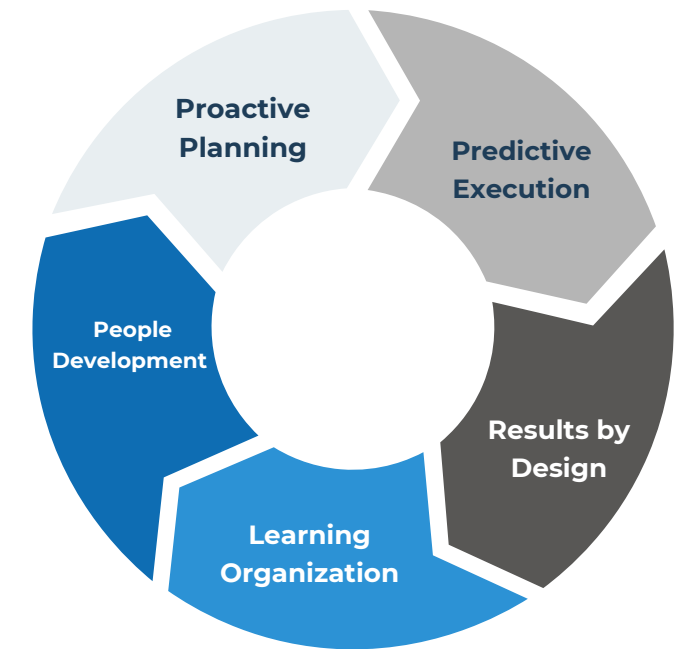 Proactive
Planning
Predictive
Execution
Results by
Design
Learning
Organization
People
Development